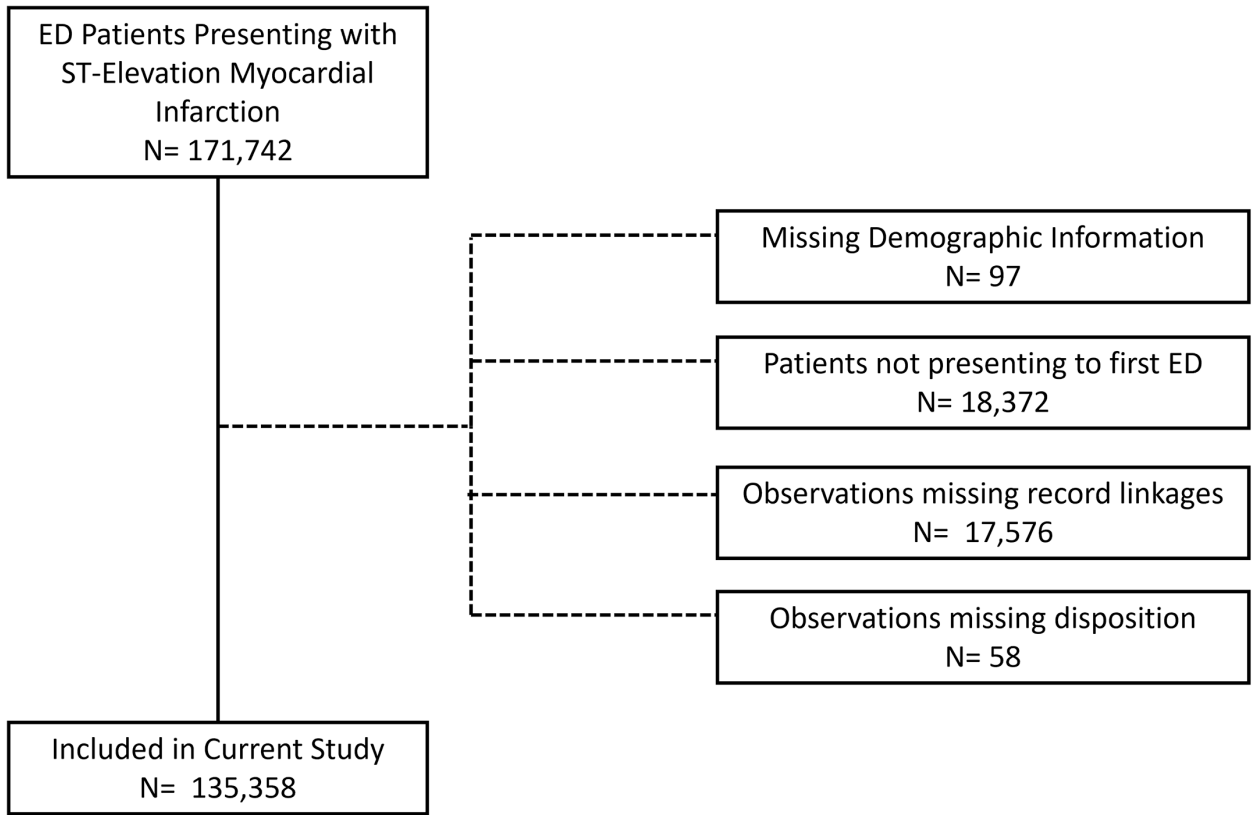 ED Patients Presenting with
ST-Elevation Myocardial
Infarction
N= 171,742
Missing Demographic Information
N= 97
Patients not presenting to first ED
N= 18,372
Observations missing record linkages
N=  17,576
Observations missing disposition
N= 58
Included in Current Study
N=  135,358